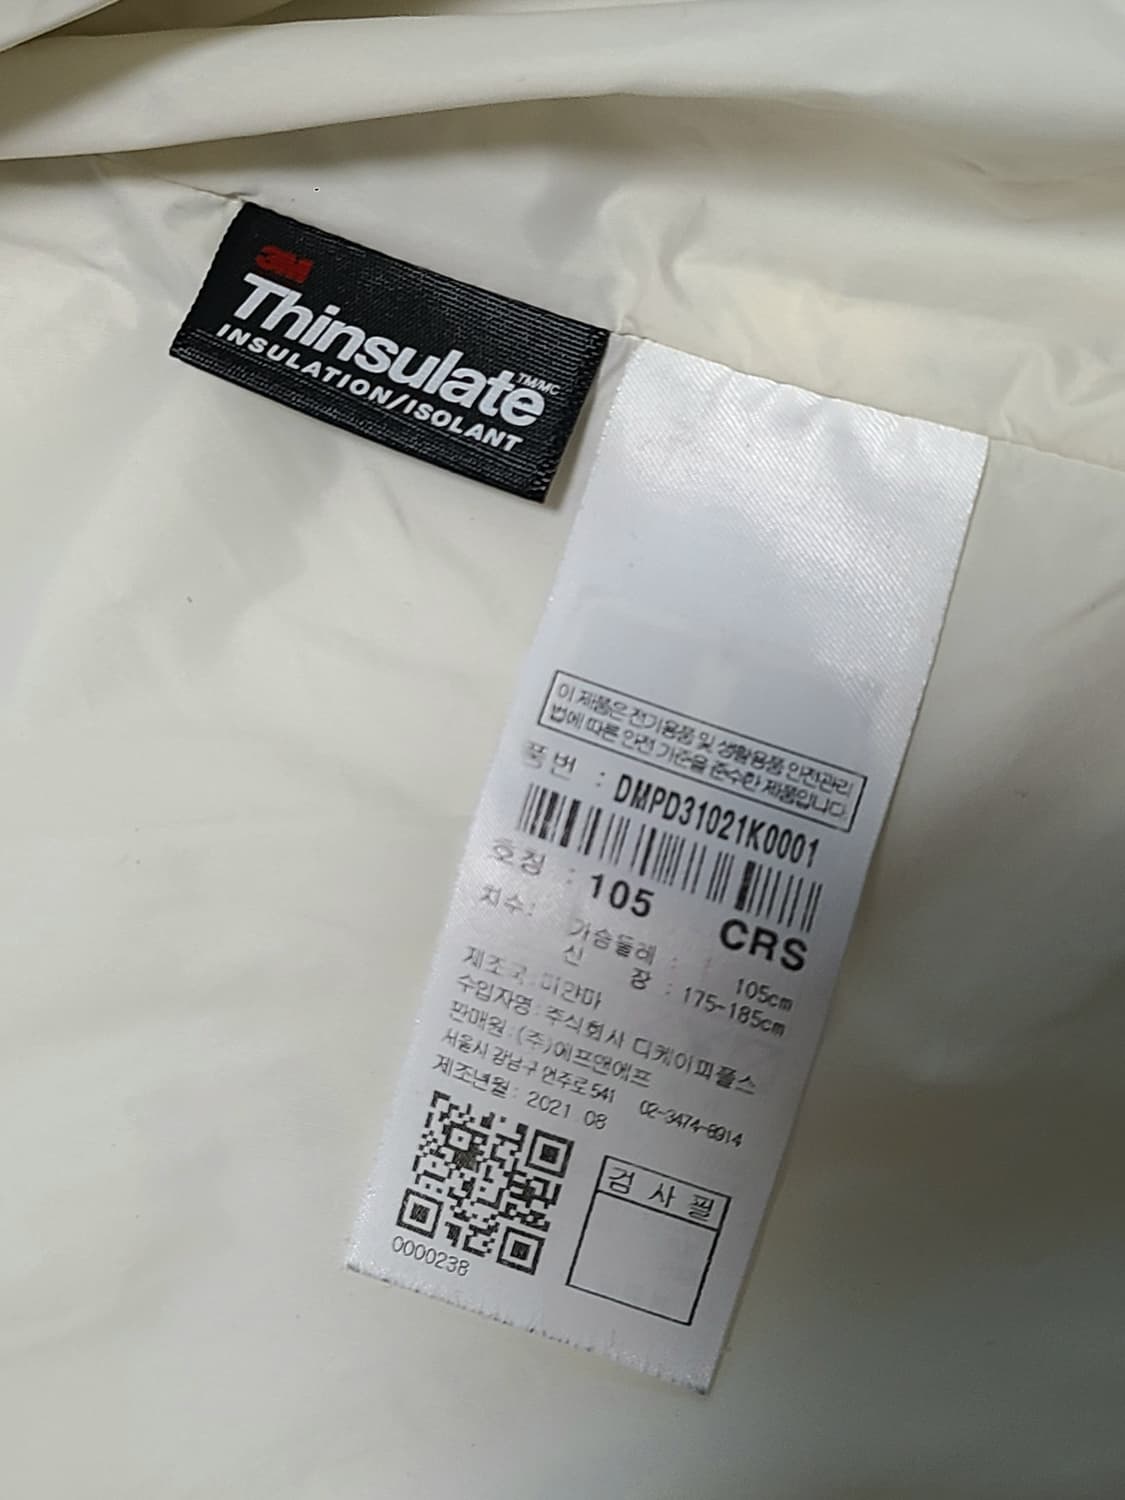 3M
Thinsulate™/MC
INSULATION/ISOLANT
이 제품은 전기용품 및 생활용품 안전관리
법에 따른 안전 기준을 준수한 제품입니다.
품 번 : DMPD31021K0001
호칭 : 105 CRS
치수: 가슴둘레 : 105cm
신 장 : 175-185cm
제조국: 미얀마
수입자명: 주식회사 디케이피플스
판매원: (주)에프앤에프
서울시 강남구 언주로 541 02-3474-8914
제조년월: 2021. 08
0000238
검 사 필